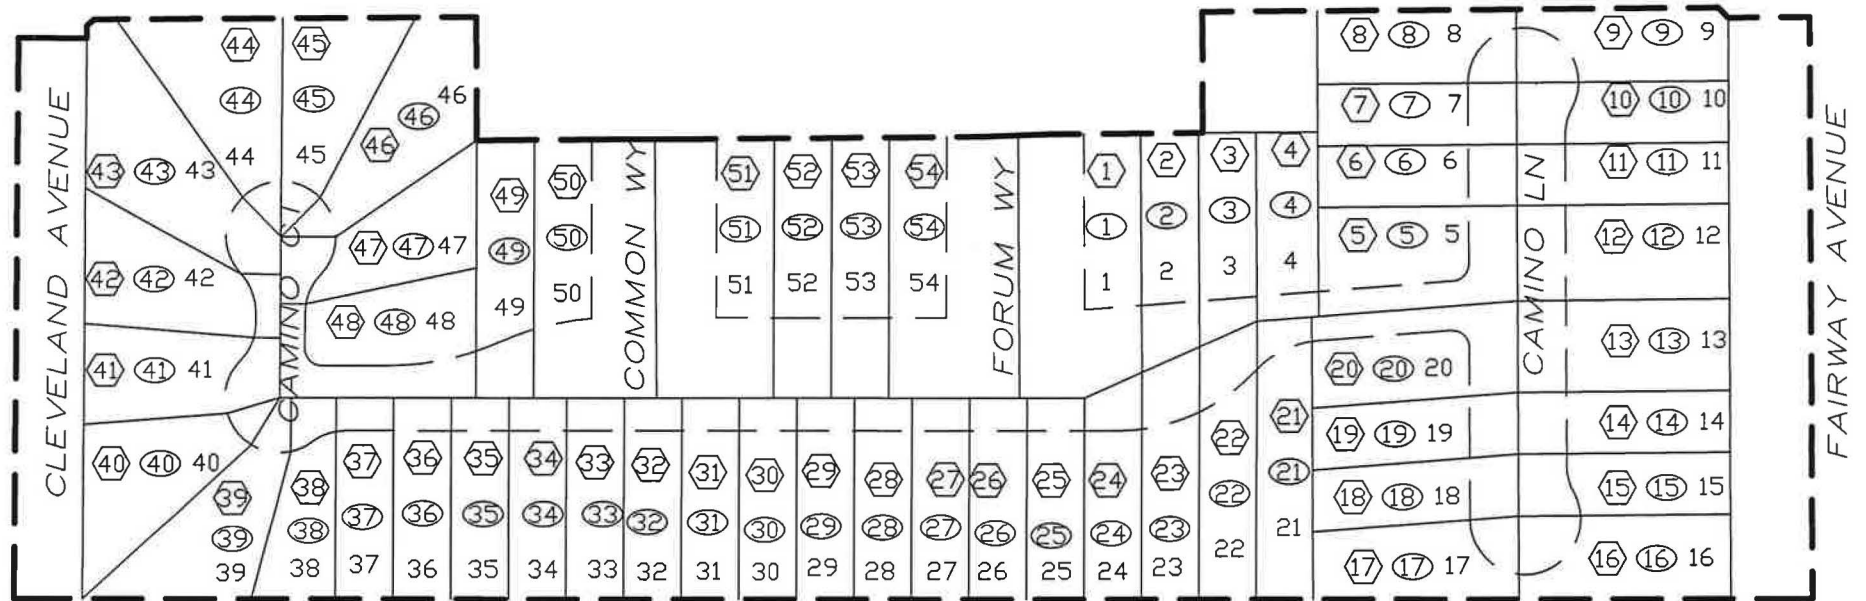 CLEVELAND AVENUE
44 45
44 45 46 46 46
44 45
43 43 43
42 42 42
41 41 41
40 40 40
39
39
39
CAMINO CT
47 47 47
48 48 48
49
49
49
50
50
50
COMMON WY
51 52 53 54
51 52 53 54
51 52 53 54
FORUM WY
1 2 3 4
1 2 3 4
1 2 3 4
8 8 8
7 7 7
6 6 6
5 5 5
CAMINO LN
9 9 9
10 10 10
11 11 11
12 12 12
13 13 13
14 14 14
15 15 15
16 16 16
20 20 20
19 19 19
18 18 18
17 17 17
38 37 36 35 34 33 32 31 30 29 28 27 26 25 24 23 22 21
38 37 36 35 34 33 32 31 30 29 28 27 26 25 24 23 22 21
38 37 36 35 34 33 32 31 30 29 28 27 26 25 24 23 22 21
FAIRWAY AVENUE